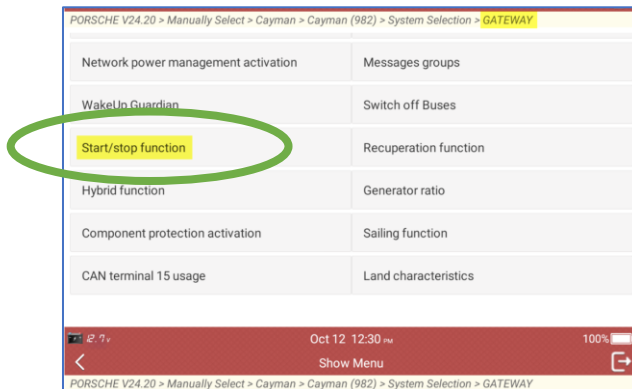 PORSCHE V24.20 > Manually Select > Cayman > Cayman (982) > System Selection > GATEWAY
Network power management activation Messages groups
WakeUp Guardian Switch off Buses
Start/stop function Recuperation function
Hybrid function Generator ratio
Component protection activation Sailing function
CAN terminal 15 usage Land characteristics
12.7v Oct 12 12:30 PM 100%
Show Menu
PORSCHE V24.20 > Manually Select > Cayman > Cayman (982) > System Selection > GATEWAY